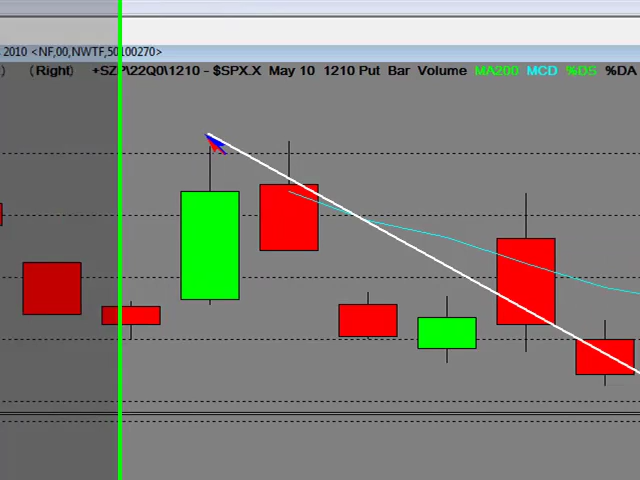 2010 <NF,00,NWTF,50100270>
) (Right) +SZP\22Q0\1210 - $SPX.X May 10 1210 Put Bar Volume MA200 MCD %DS %DA